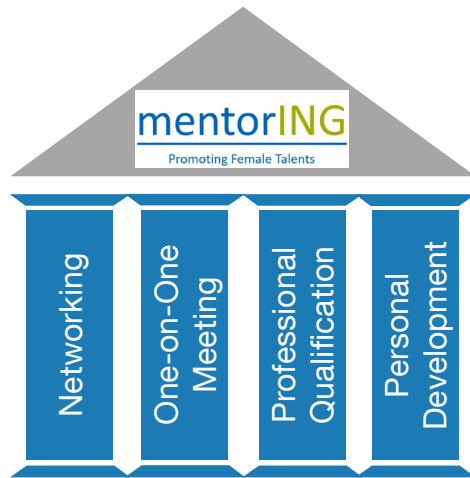 mentorING
Promoting Female Talents
Networking
One-on-One
Meeting
Professional
Qualification
Personal
Development